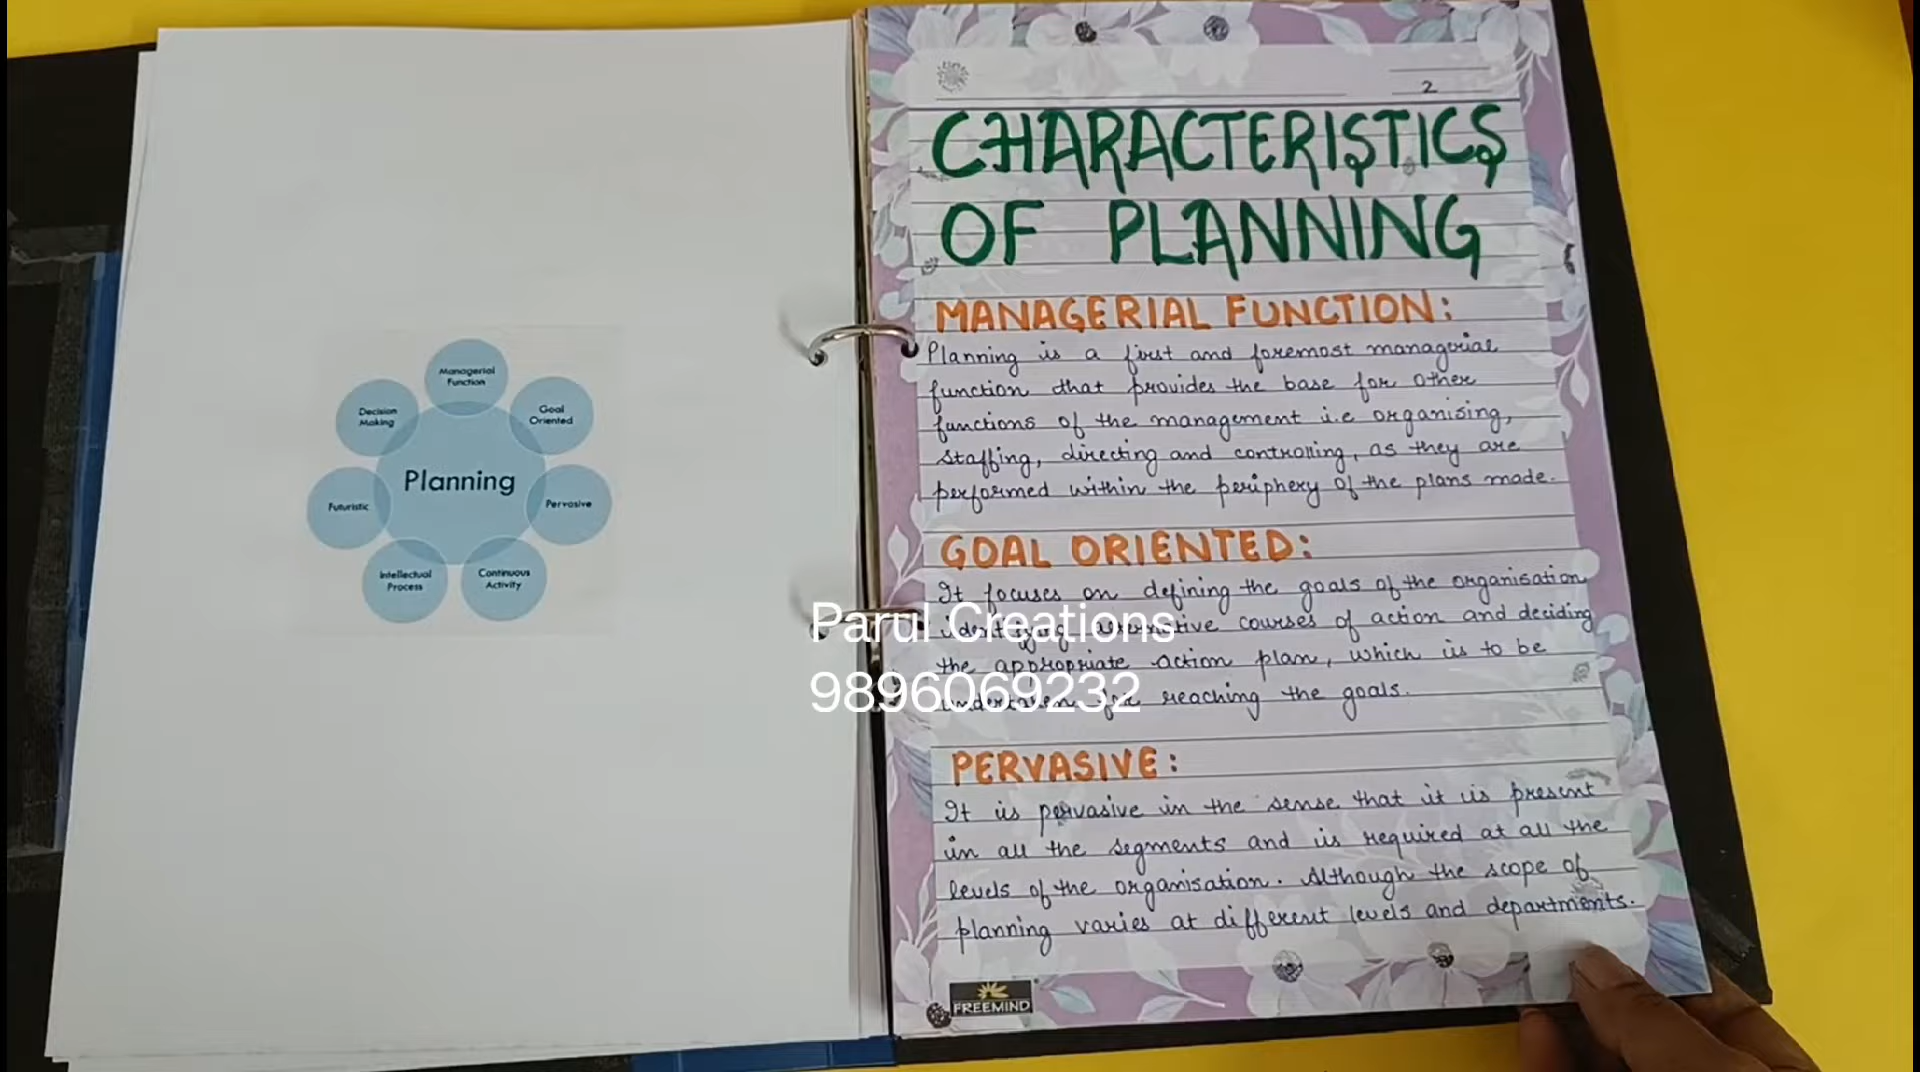 Managerial
Function
Decision
Making
Goal
Oriented
Planning
Futuristic
Pervasive
Intellectual
Process
Continuous
Activity
2
CHARACTERISTICS
OF PLANNING
MANAGERIAL FUNCTION:
Planning is a first and foremost managerial
function that provides the base for other
functions of the management i.e organising,
staffing, directing and controlling, as they are
performed within the periphery of the plans made.
GOAL ORIENTED:
It focuses on defining the goals of the organisation
identifying alternative courses of action and deciding
the appropriate action plan, which is to be
undertaken for reaching the goals.
PERVASIVE:
It is pervasive in the sense that it is present
in all the segments and is required at all the
levels of the organisation. Although the scope of
planning varies at different levels and departments.
FREEMIND
Parul Creations
9896069232